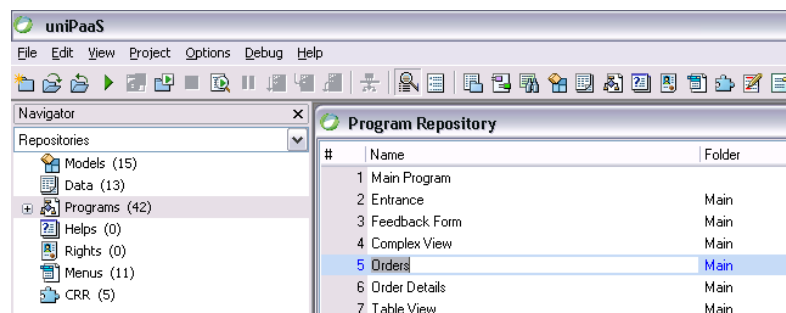 uniPaaS
File Edit View Project Options Debug Help
Navigator x
Repositories
Models (15)
Data (13)
Programs (42)
Helps (0)
Rights (0)
Menus (11)
CRR (5)
Program Repository
# Name Folder
1 Main Program
2 Entrance Main
3 Feedback Form Main
4 Complex View Main
5 Orders Main
6 Order Details Main
7 Table View Main